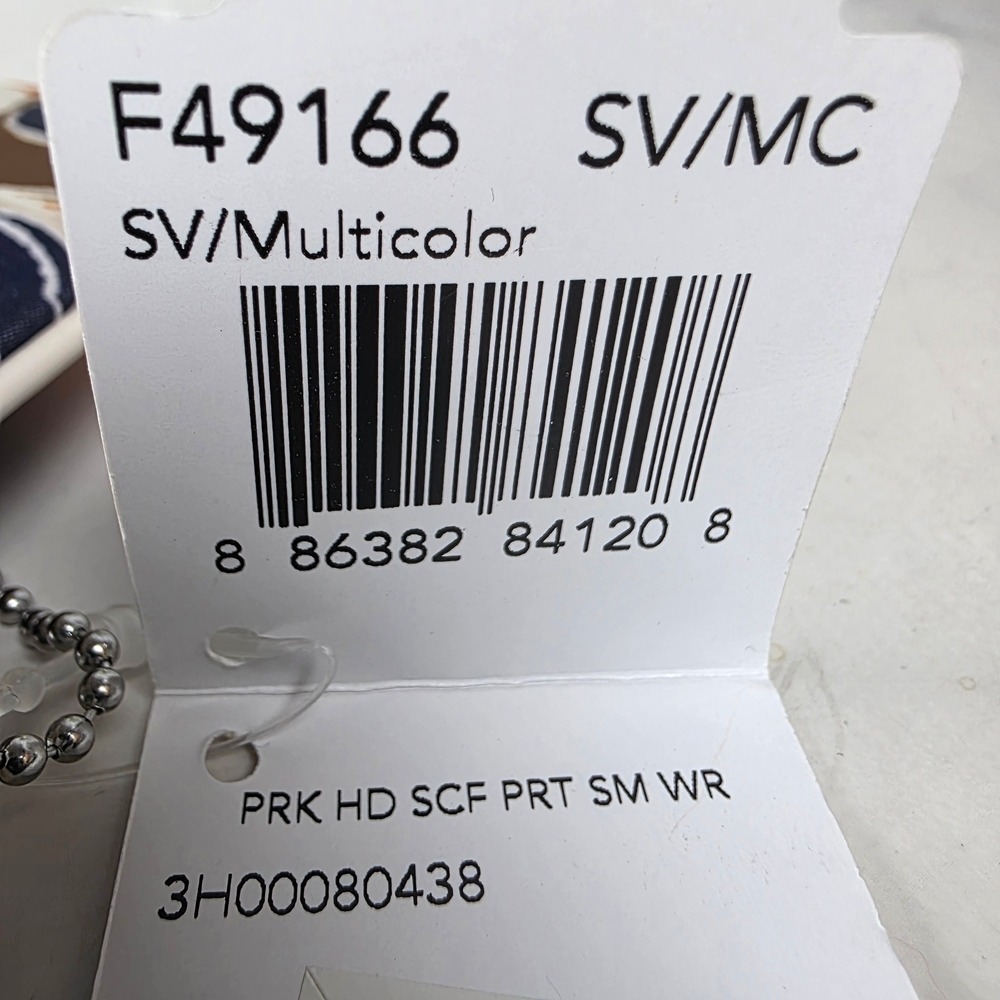 F49166 SV/MC
SV/Multicolor
8 86382 84120 8
PRK HD SCF PRT SM WR
3H00080438